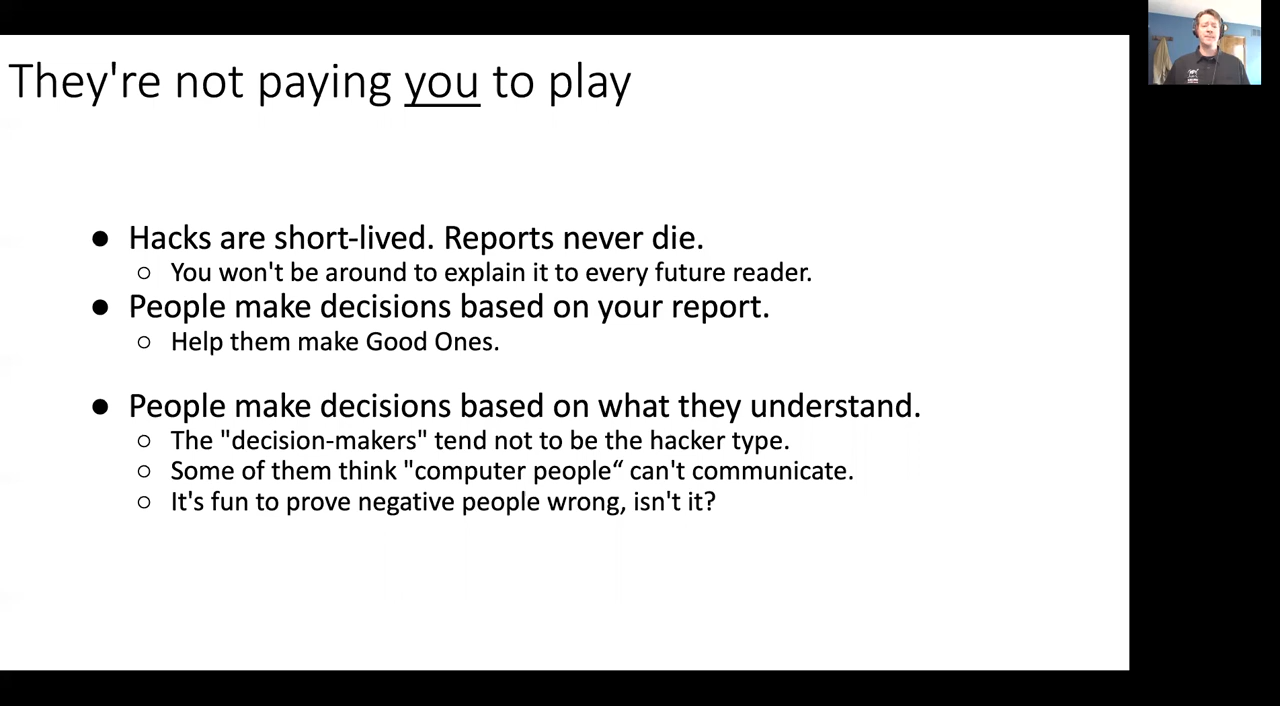 They're not paying you to play
● Hacks are short-lived. Reports never die.
○ You won't be around to explain it to every future reader.
● People make decisions based on your report.
○ Help them make Good Ones.
● People make decisions based on what they understand.
○ The "decision-makers" tend not to be the hacker type.
○ Some of them think "computer people“ can't communicate.
○ It's fun to prove negative people wrong, isn't it?